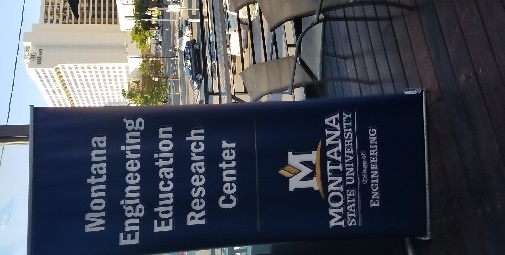 Montana
Engineering
Education
Research
Center
M
MONTANA
STATE UNIVERSITY
College of
ENGINEERING